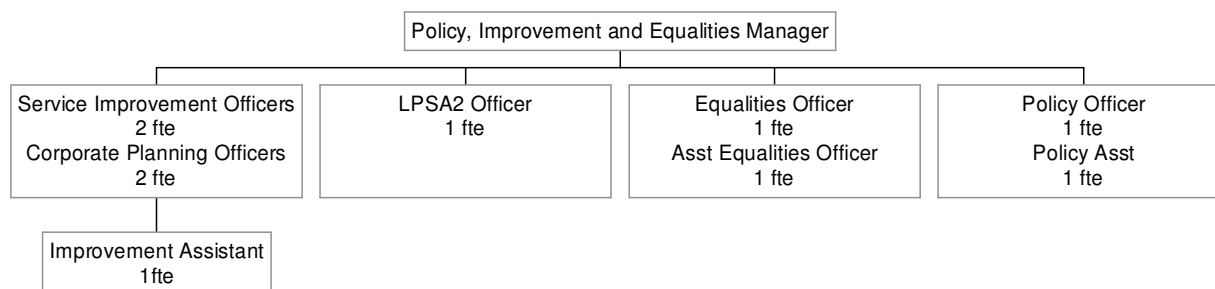 Policy, Improvement and Equalities Manager
Service Improvement Officers
2 fte
Corporate Planning Officers
2 fte
LPSA2 Officer
1 fte
Equalities Officer
1 fte
Asst Equalities Officer
1 fte
Policy Officer
1 fte
Policy Asst
1 fte
Improvement Assistant
1fte